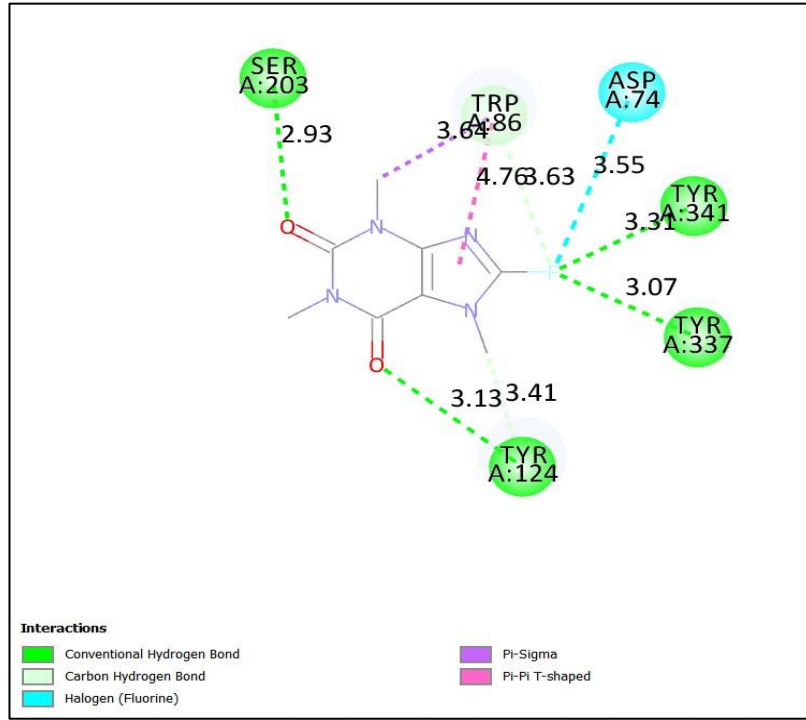 SER
A:203
TRP
A:86
ASP
A:74
2.93
3.64
4.76
3.63
3.55
TYR
A:341
3.31
O
N
N
F
N
N
3.07
TYR
A:337
O
3.13
3.41
TYR
A:124
Interactions
Conventional Hydrogen Bond
Carbon Hydrogen Bond
Halogen (Fluorine)
Pi-Sigma
Pi-Pi T-shaped